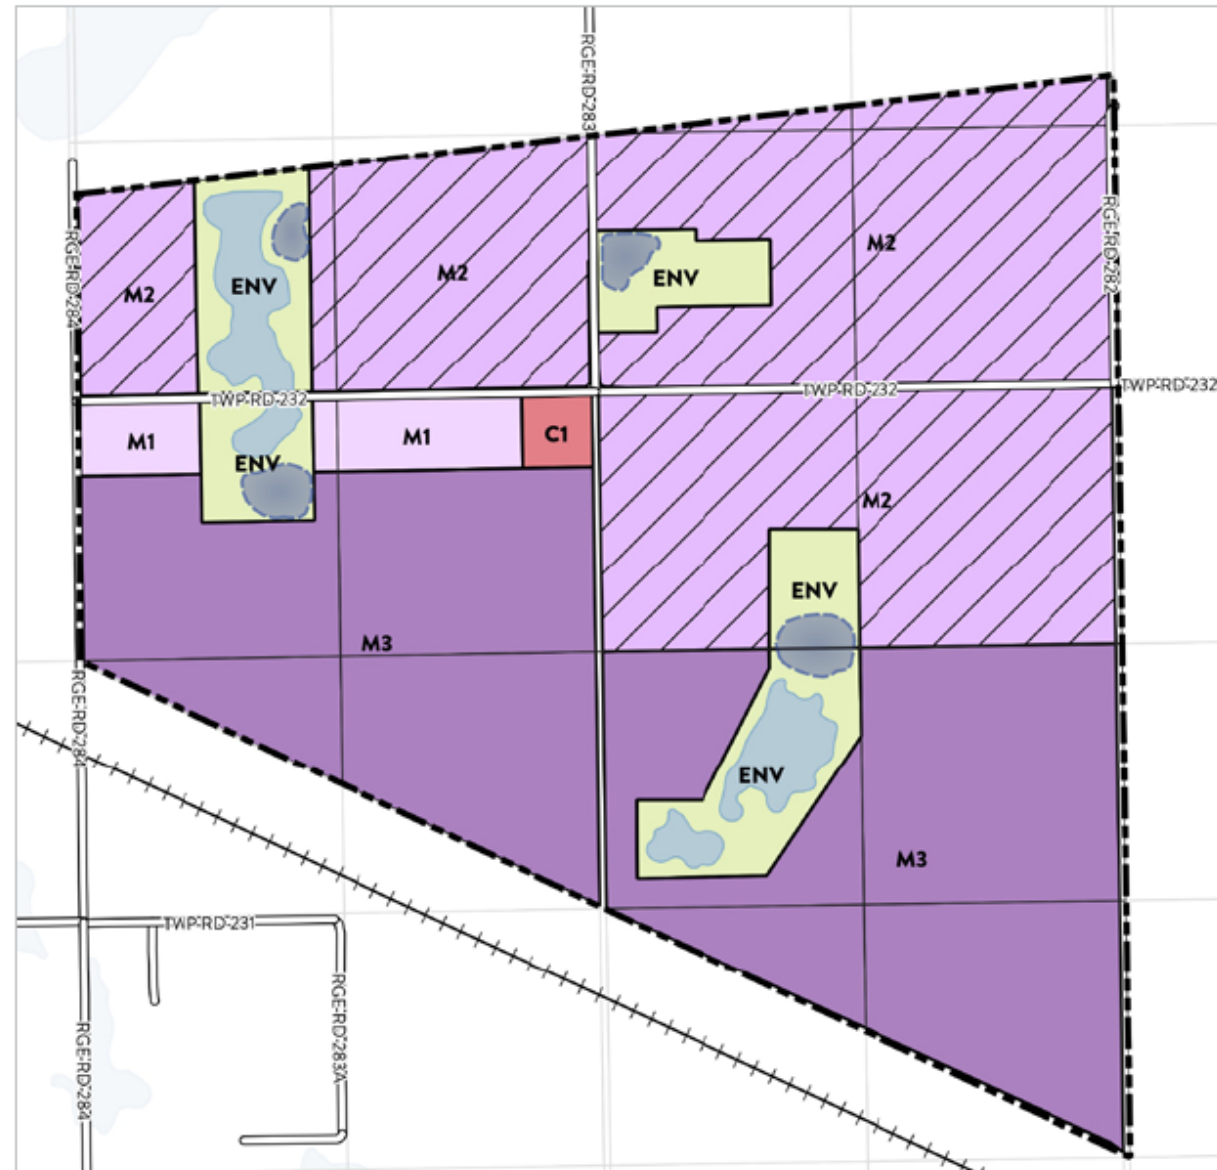 RGE-RD-283
RGE-RD-284
RGE-RD-282
M2
M2
M2
ENV
ENV
TWP-RD-232
TWP-RD-232
TWP-RD-232
M1
M1
C1
ENV
M2
ENV
M3
ENV
M3
RGE-RD-284
TWP-RD-231
RGE-RD-283A
RGE-RD-284